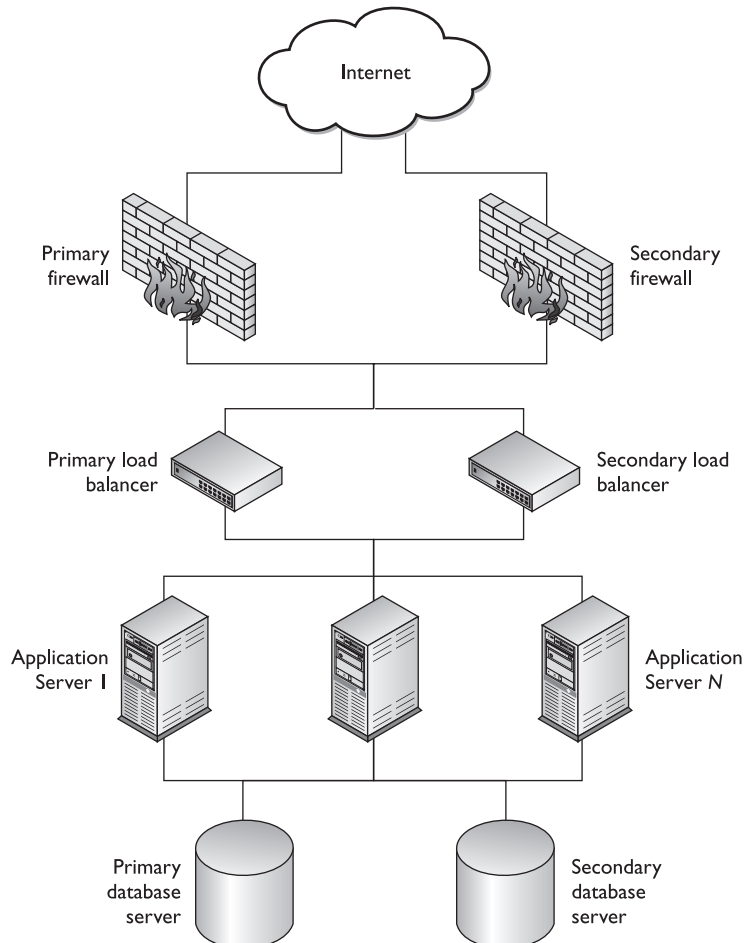 Internet
Primary
firewall
Secondary
firewall
Primary load
balancer
Secondary load
balancer
Application
Server 1
Application
Server N
Primary
database
server
Secondary
database
server